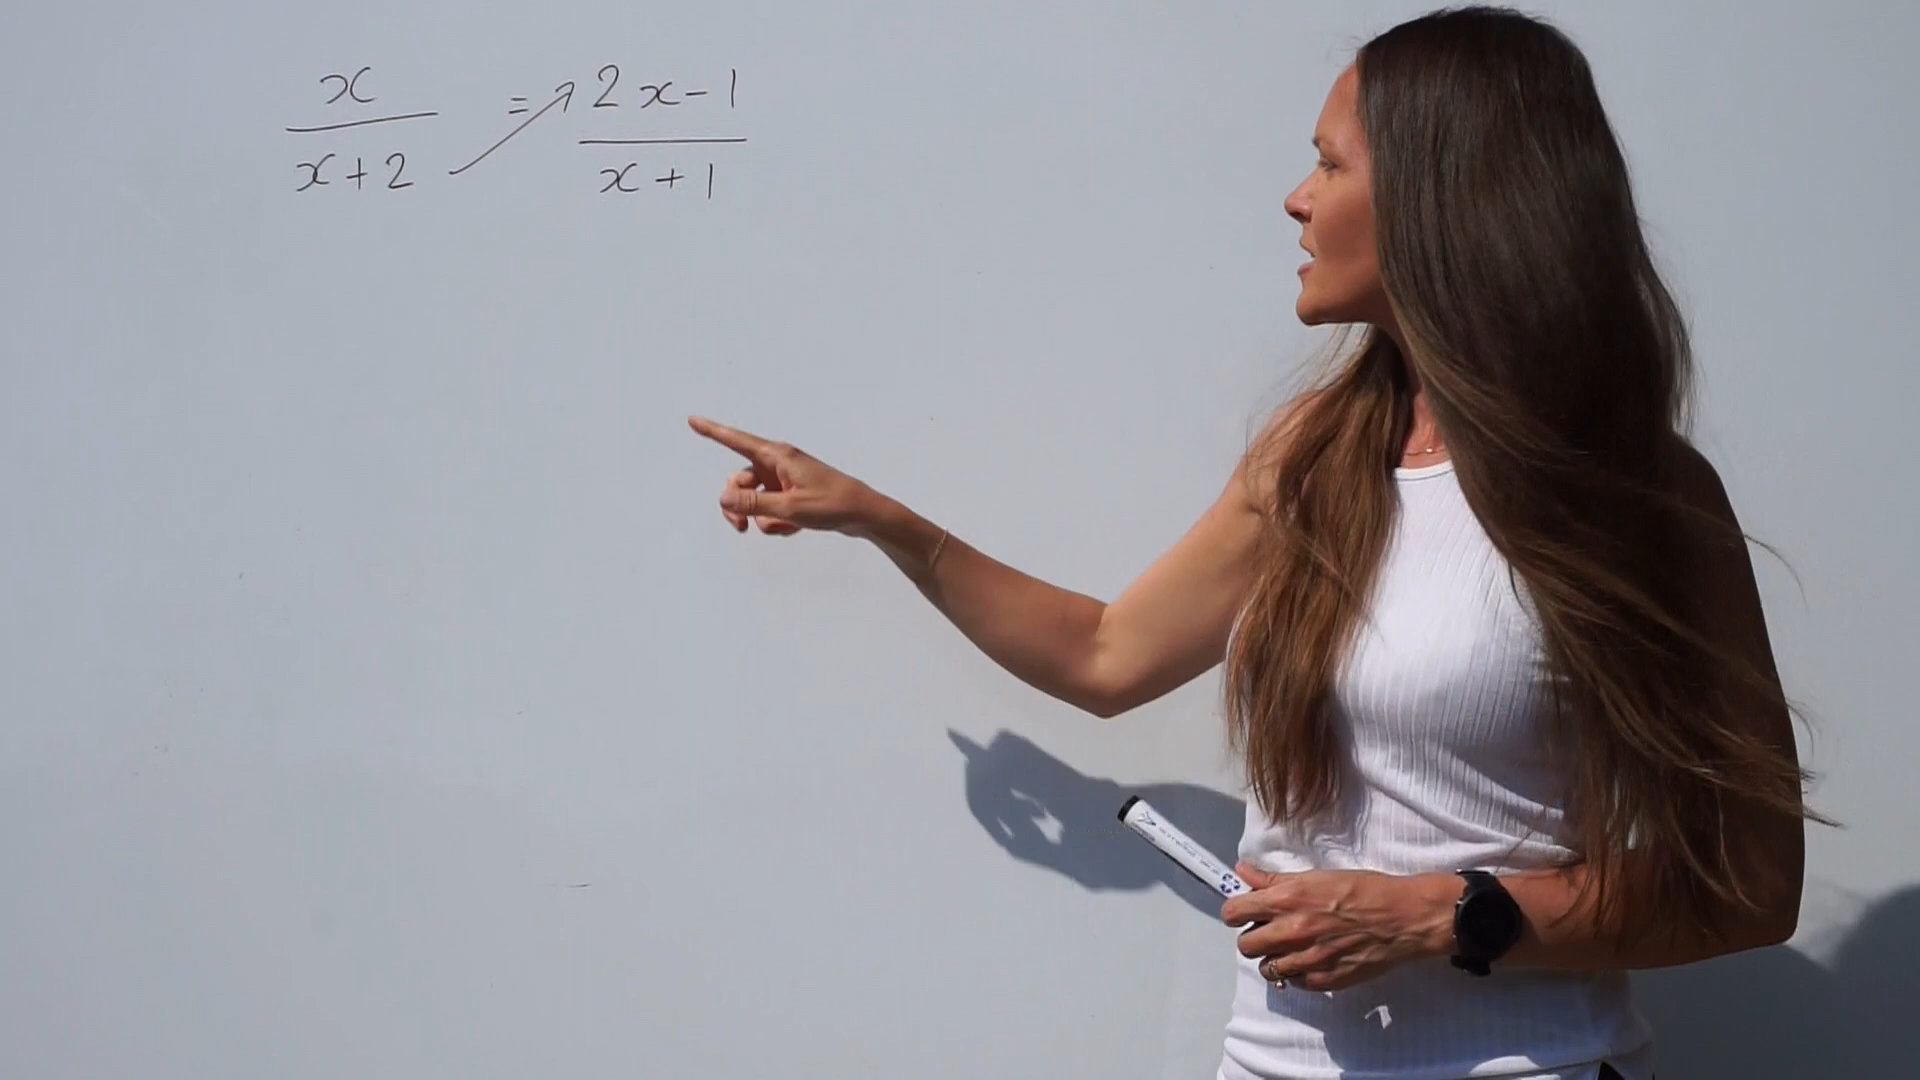 x = 2x-1
x+2 x+1